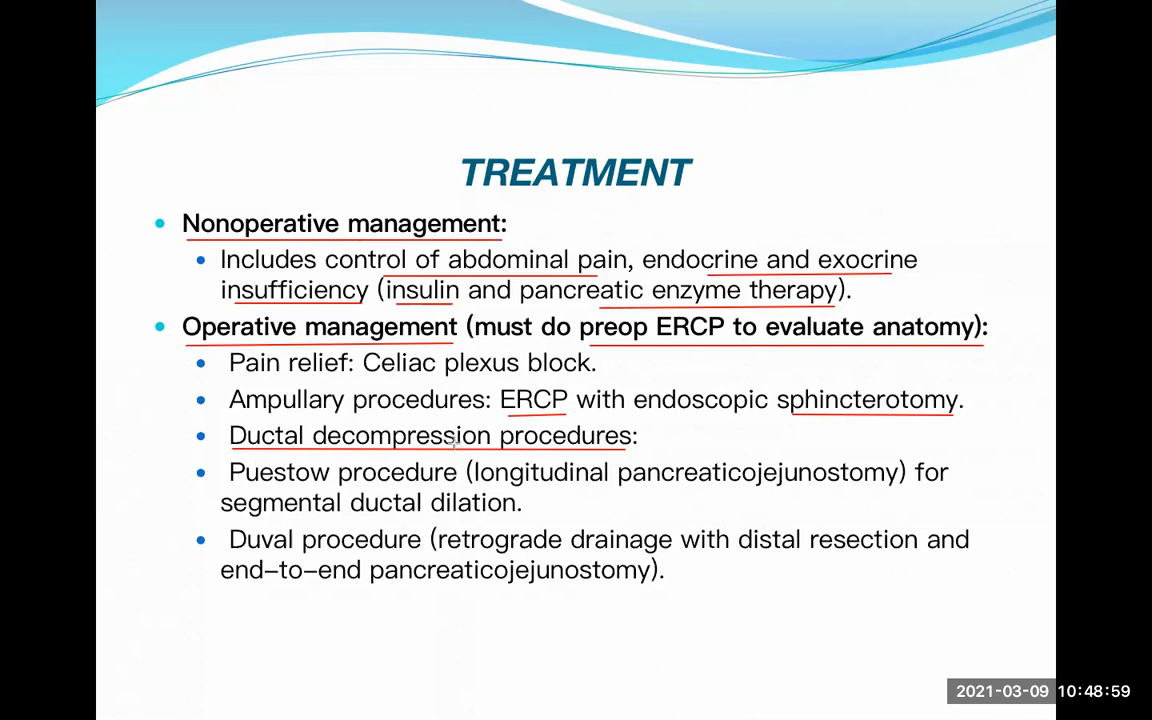 TREATMENT
Nonoperative management:
Includes control of abdominal pain, endocrine and exocrine
insufficiency (insulin and pancreatic enzyme therapy).
Operative management (must do preop ERCP to evaluate anatomy):
Pain relief: Celiac plexus block.
Ampullary procedures: ERCP with endoscopic sphincterotomy.
Ductal decompression procedures:
Puestow procedure (longitudinal pancreaticojejunostomy) for
segmental ductal dilation.
Duval procedure (retrograde drainage with distal resection and
end–to–end pancreaticojejunostomy).
2021-03-09 10:48:59